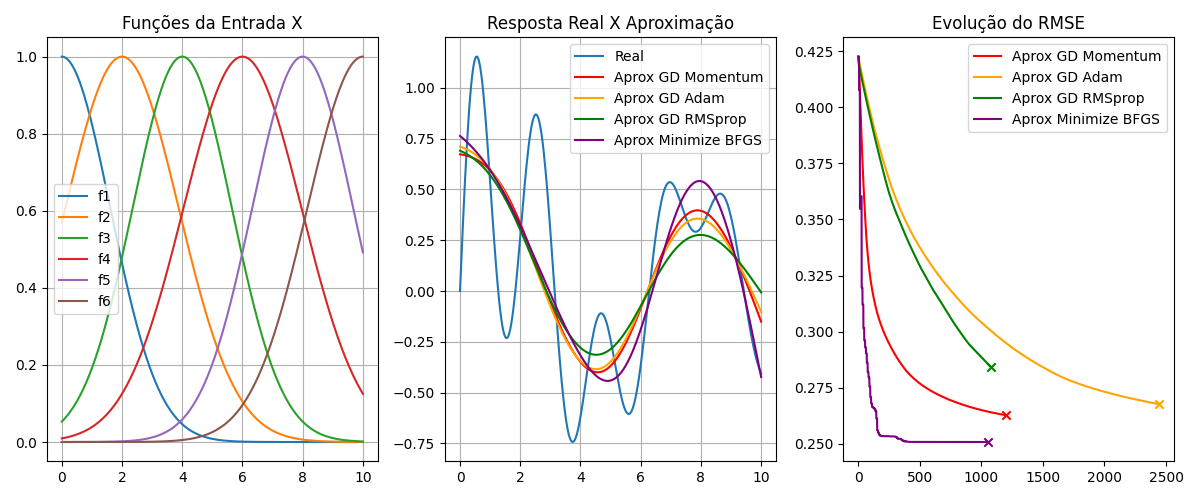 Funções da Entrada X
1.0
0.8
0.6
0.4
0.2
0.0
f1
f2
f3
f4
f5
f6
0 2 4 6 8 10
Resposta Real X Aproximação
1.00
0.75
0.50
0.25
0.00
−0.25
−0.50
−0.75
Real
Aprox GD Momentum
Aprox GD Adam
Aprox GD RMSprop
Aprox Minimize BFGS
0 2 4 6 8 10
Evolução do RMSE
0.425
0.400
0.375
0.350
0.325
0.300
0.275
0.250
Aprox GD Momentum
Aprox GD Adam
Aprox GD RMSprop
Aprox Minimize BFGS
0 500 1000 1500 2000 2500